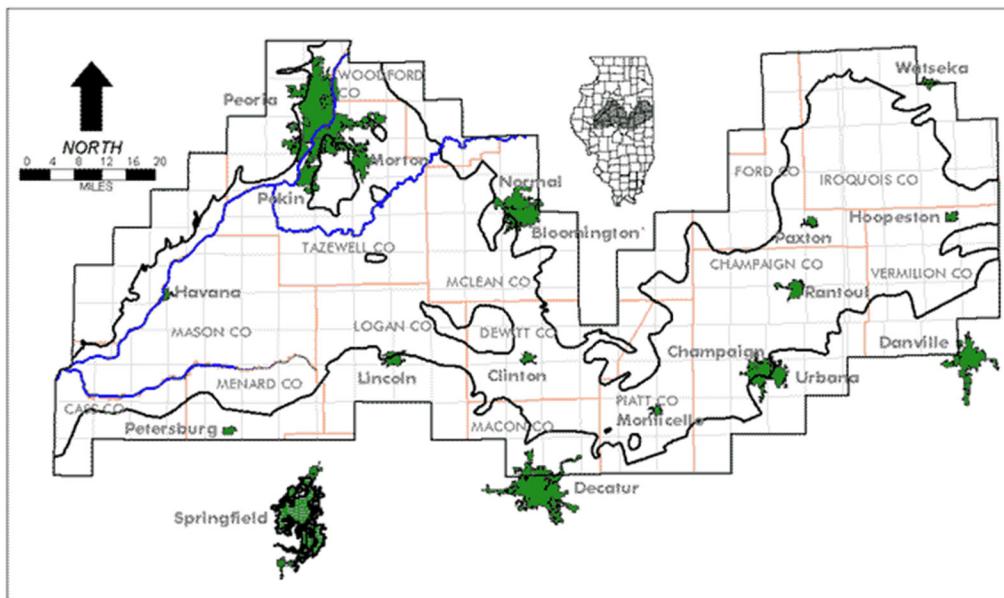 Watseka
WOODFORD
CO
Peoria
NORTH
0 4 8 12 16 20
MILES
Morton
FORD CO
IROQUOIS CO
Normal
Pekin
Hoopeston
Paxton
Bloomington
TAZEWELL CO
CHAMPAIGN CO
VERMILION CO
MCLEAN CO
Rantoul
Havana
MASON CO
LOGAN CO
DEWITT CO
Danville
Champaign
Lincoln
Clinton
Urbana
MENARD CO
CASS CO
PIATT CO
Monticello
Petersburg
MACON CO
Decatur
Springfield